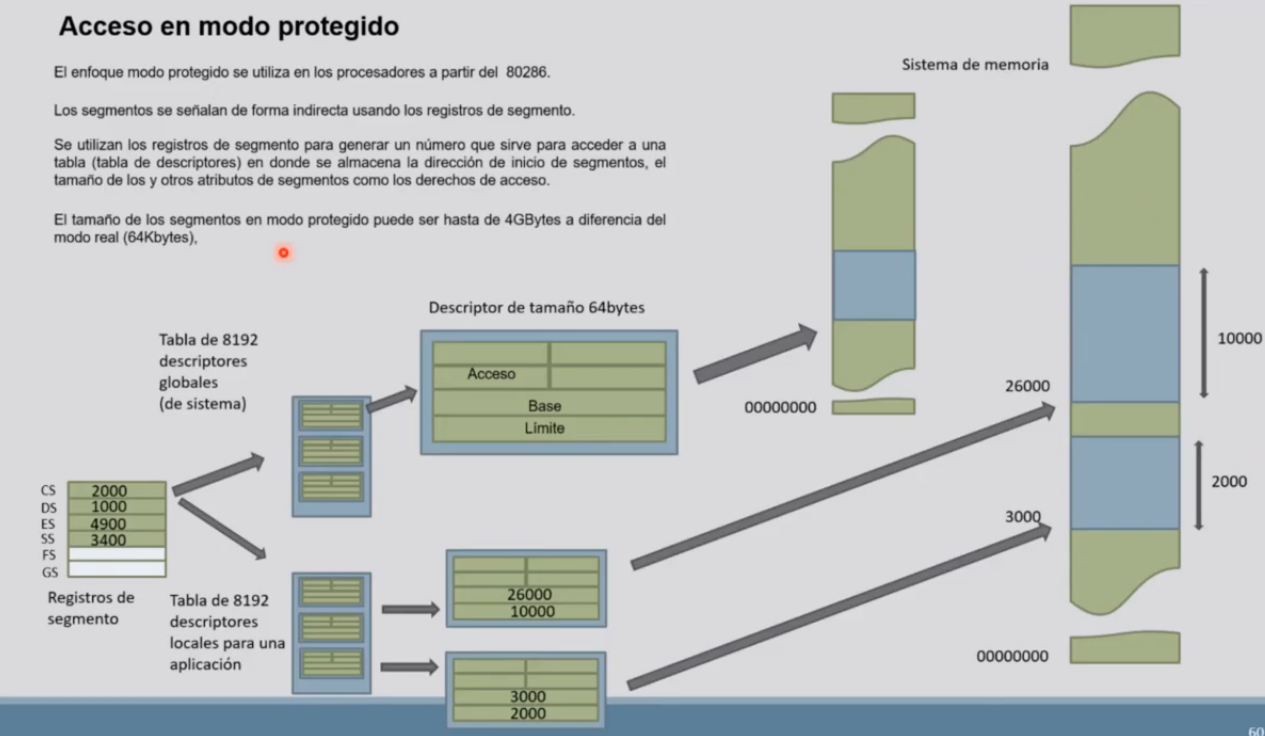 Acceso en modo protegido
El enfoque modo protegido se utiliza en los procesadores a partir del 80286.
Los segmentos se señalan de forma indirecta usando los registros de segmento.
Se utilizan los registros de segmento para generar un número que sirve para acceder a una
tabla (tabla de descriptores) en donde se almacena la dirección de inicio de segmentos, el
tamaño de los y otros atributos de segmentos como los derechos de acceso.
El tamaño de los segmentos en modo protegido puede ser hasta de 4GBytes a diferencia del
modo real (64Kbytes),
Sistema de memoria
Descriptor de tamaño 64bytes
Tabla de 8192
descriptores
globales
(de sistema)
Acceso
Base
Límite
00000000
CS 2000
DS 1000
ES 4900
SS 3400
FS
GS
Registros de
segmento
Tabla de 8192
descriptores
locales para una
aplicación
26000
10000
3000
2000
26000
10000
3000
2000
00000000
60